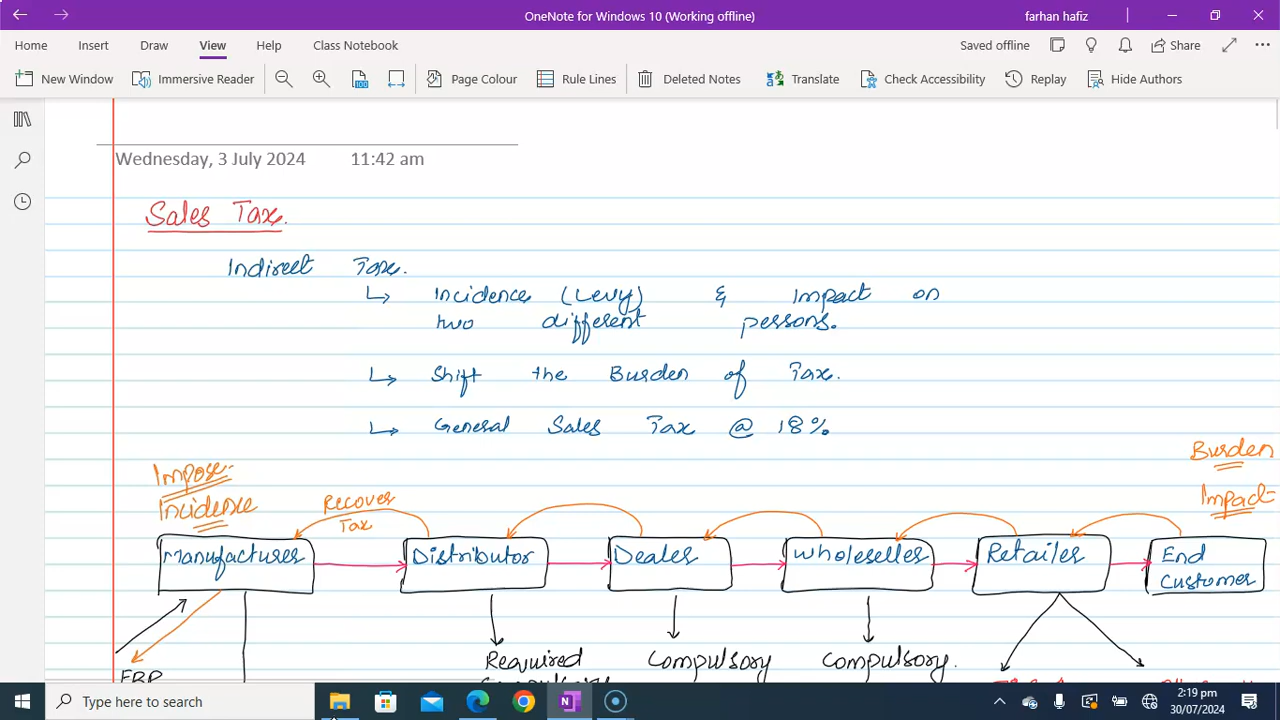 OneNote for Windows 10 (Working offline)
farhan hafiz
Home Insert Draw View Help Class Notebook
Saved offline Share
New Window Immersive Reader Page Colour Rule Lines Deleted Notes Translate Check Accessibility Replay Hide Authors
Wednesday, 3 July 2024 11:42 am
Sales Tax.
Indirect Tax.
Incidence (Levy) & Impact on
two different persons.
Shift the Burden of Tax.
General Sales Tax @ 18%
Impose
Incidence
Recover
Tax
Burden
Impact
Manufacturer Distributor Dealer Wholeseller Retailer End
Customer
Required Compulsory Compulsory.
FBR
Type here to search
2:19 pm
30/07/2024